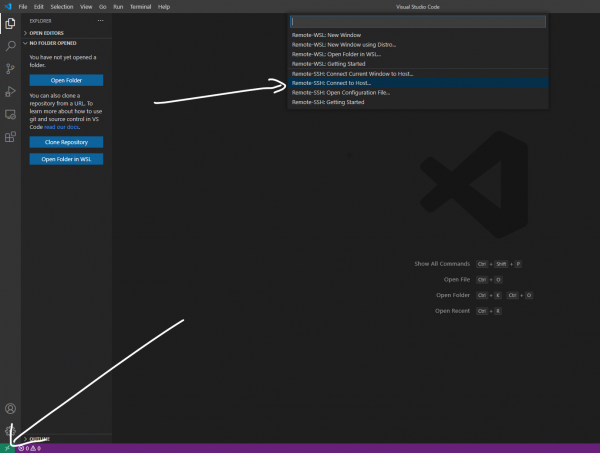 File Edit Selection View Go Run Terminal Help
Visual Studio Code
EXPLORER
OPEN EDITORS
NO FOLDER OPENED
You have not yet opened a
folder.
Open Folder
You can also clone a
repository from a URL. To
learn more about how to use
git and source control in VS
Code read our docs.
Clone Repository
Open Folder in WSL
Remote-WSL: New Window
Remote-WSL: New Window using Distro...
Remote-WSL: Open Folder in WSL...
Remote-WSL: Getting Started
Remote-SSH: Connect Current Window to Host...
Remote-SSH: Connect to Host...
Remote-SSH: Open Configuration File...
Remote-SSH: Getting Started
Show All Commands Ctrl + Shift + P
Open File Ctrl + O
Open Folder Ctrl + K Ctrl + O
Open Recent Ctrl + R
OUTLINE
0 0